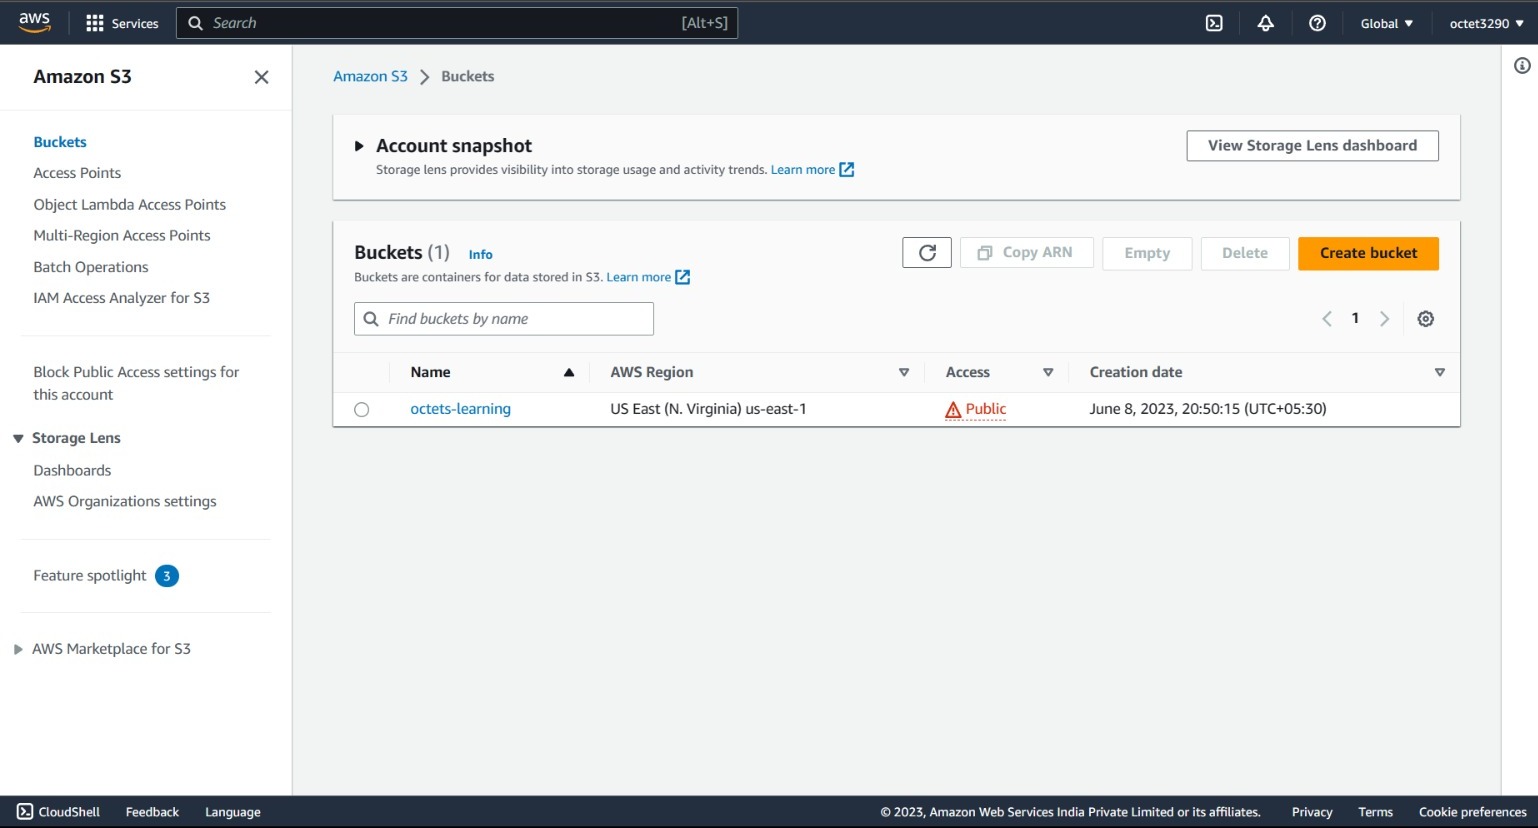 aws
Services
Search
[Alt+S]
Global
octet3290
Amazon S3
Buckets
Access Points
Object Lambda Access Points
Multi-Region Access Points
Batch Operations
IAM Access Analyzer for S3
Block Public Access settings for
this account
Storage Lens
Dashboards
AWS Organizations settings
Feature spotlight 3
AWS Marketplace for S3
Amazon S3 > Buckets
Account snapshot
Storage lens provides visibility into storage usage and activity trends. Learn more
View Storage Lens dashboard
Buckets (1) Info
Buckets are containers for data stored in S3. Learn more
Copy ARN
Empty
Delete
Create bucket
Find buckets by name
1
Name AWS Region Access Creation date
octets-learning US East (N. Virginia) us-east-1 Public June 8, 2023, 20:50:15 (UTC+05:30)
CloudShell Feedback Language © 2023, Amazon Web Services India Private Limited or its affiliates. Privacy Terms Cookie preferences